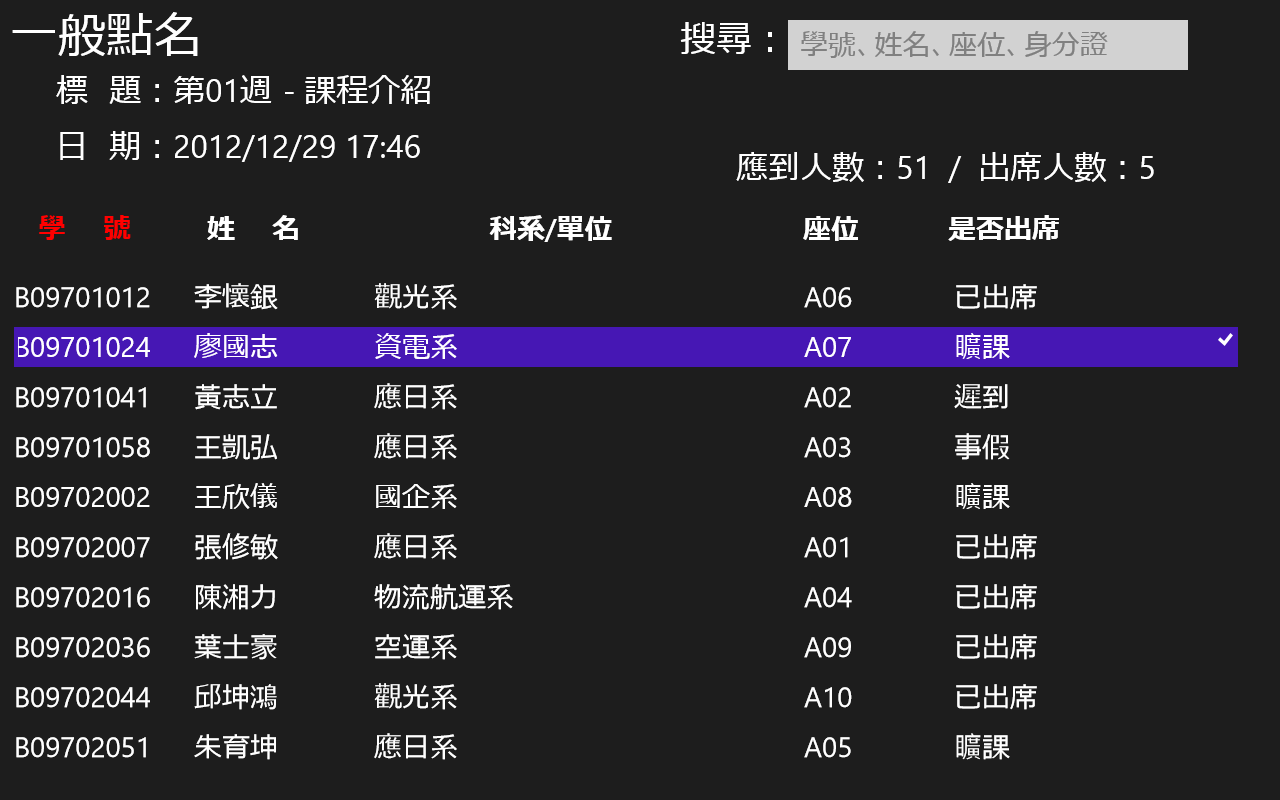 一般點名
搜尋：學號、姓名、座位、身分證
標 題：第01週 - 課程介紹
日 期：2012/12/29 17:46
應到人數：51 / 出席人數：5
學 號 姓 名 科系/單位 座位 是否出席
B09701012 李懷銀 觀光系 A06 已出席
B09701024 廖國志 資電系 A07 曠課
B09701041 黃志立 應日系 A02 遲到
B09701058 王凱弘 應日系 A03 事假
B09702002 王欣儀 國企系 A08 曠課
B09702007 張修敏 應日系 A01 已出席
B09702016 陳湘力 物流航運系 A04 已出席
B09702036 葉士豪 空運系 A09 已出席
B09702044 邱坤鴻 觀光系 A10 已出席
B09702051 朱育坤 應日系 A05 曠課